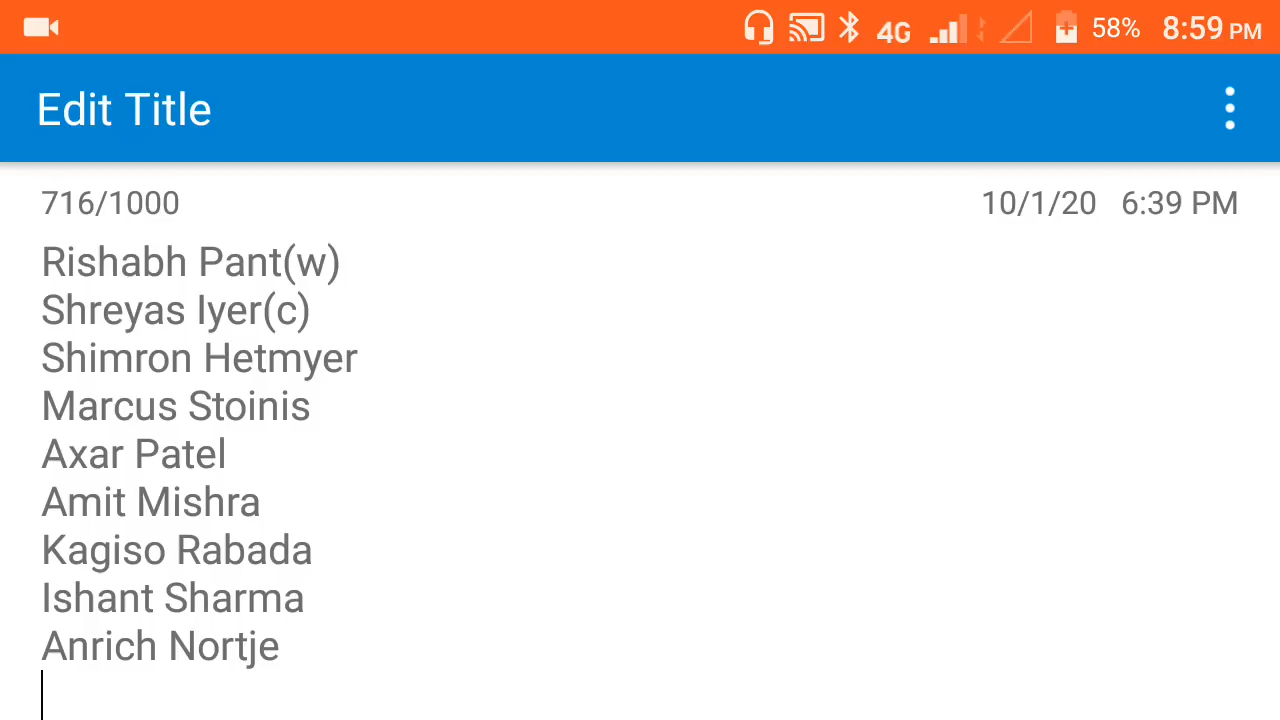 4G 58% 8:59 PM
Edit Title
716/1000 10/1/20 6:39 PM
Rishabh Pant(w)
Shreyas Iyer(c)
Shimron Hetmyer
Marcus Stoinis
Axar Patel
Amit Mishra
Kagiso Rabada
Ishant Sharma
Anrich Nortje